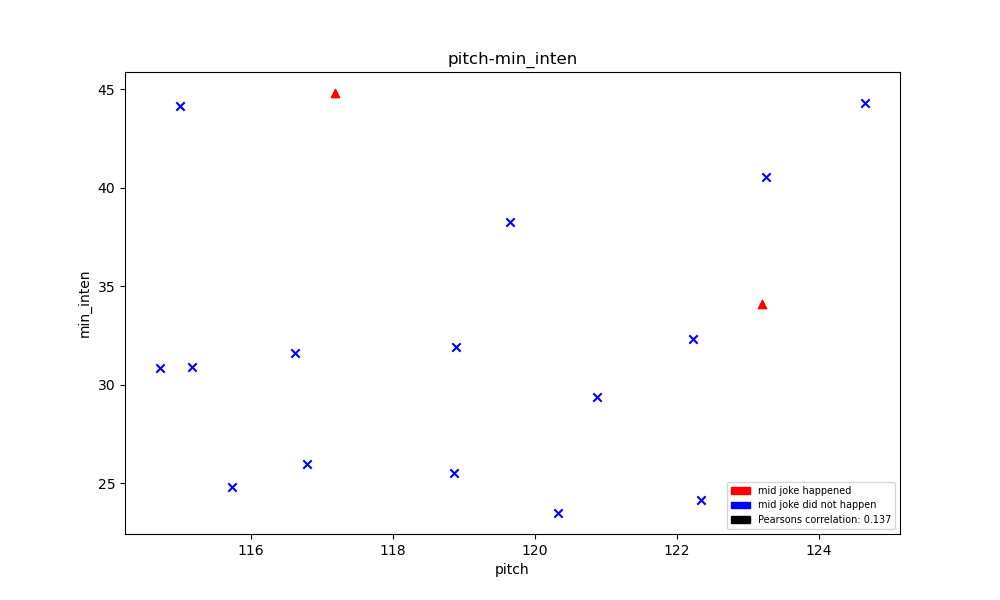 pitch-min_inten
45
40
35
30
25
min_inten
116
118
120
122
124
pitch
mid joke happened
mid joke did not happen
Pearsons correlation: 0.137